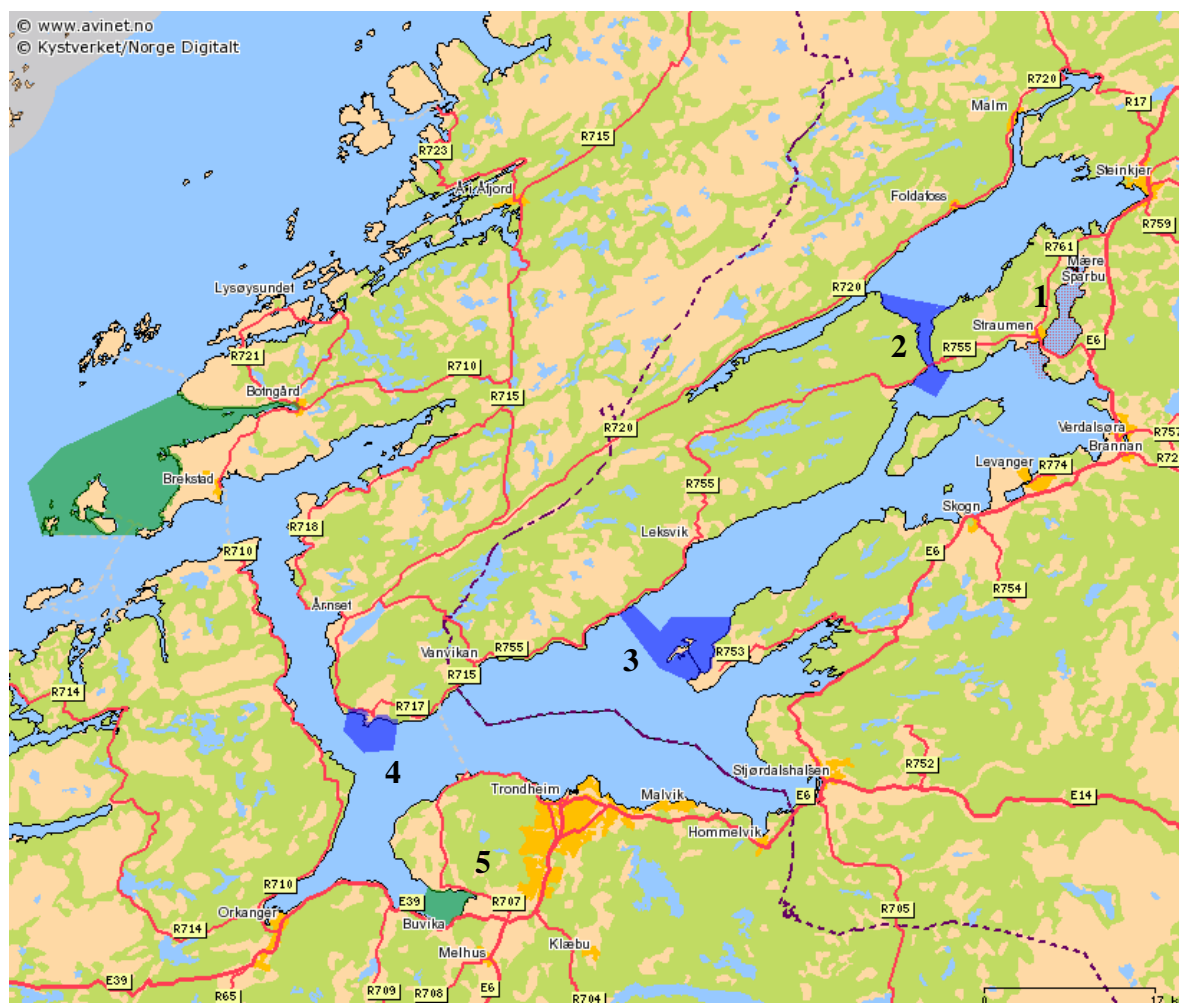 © www.avinet.no
© Kystverket/Norge Digitalt
R720
Malm
R17
R715
R723
Steinkjer
Å i Åfjord
Foldafoss
R759
R761
Mære
Sparbu
Lysøysundet
R720
1
Straumen
R721
2
R755
E6
R710
Botngård
R715
R720
Verdalsøra
R757
Brannan
R72
Levanger
R774
Brekstad
R755
Skogn
R718
Leksvik
R710
E6
R754
Årnset
Vanvikan
R755
3
R753
R715
R714
R717
4
Stjørdalshalsen
R752
Trondheim
Malvik
E6
E14
Hommelvik
5
R710
E39
R707
Orkanger
Buvika
R705
R714
Melhus
Klæbu
E39
R65
R709
R708
E6
R704
0
17